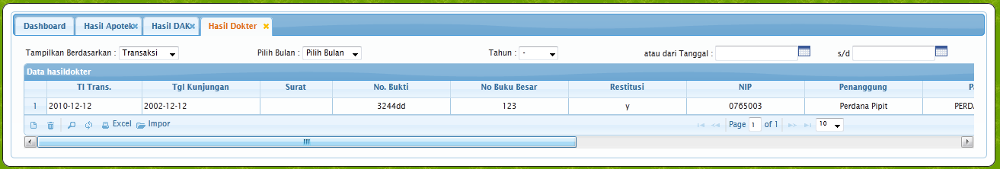 Dashboard Hasil Apotek Hasil DAK Hasil Dokter
Tampilkan Berdasarkan : Transaksi Pilih Bulan : Pilih Bulan Tahun : - atau dari Tanggal : s/d
Data hasildokter
Tl Trans. Tgl Kunjungan Surat No. Bukti No Buku Besar Restitusi NIP Penanggung
1 2010-12-12 2002-12-12 3244dd 123 y 0765003 Perdana Pipit PERD
Excel Impor Page 1 of 1 10